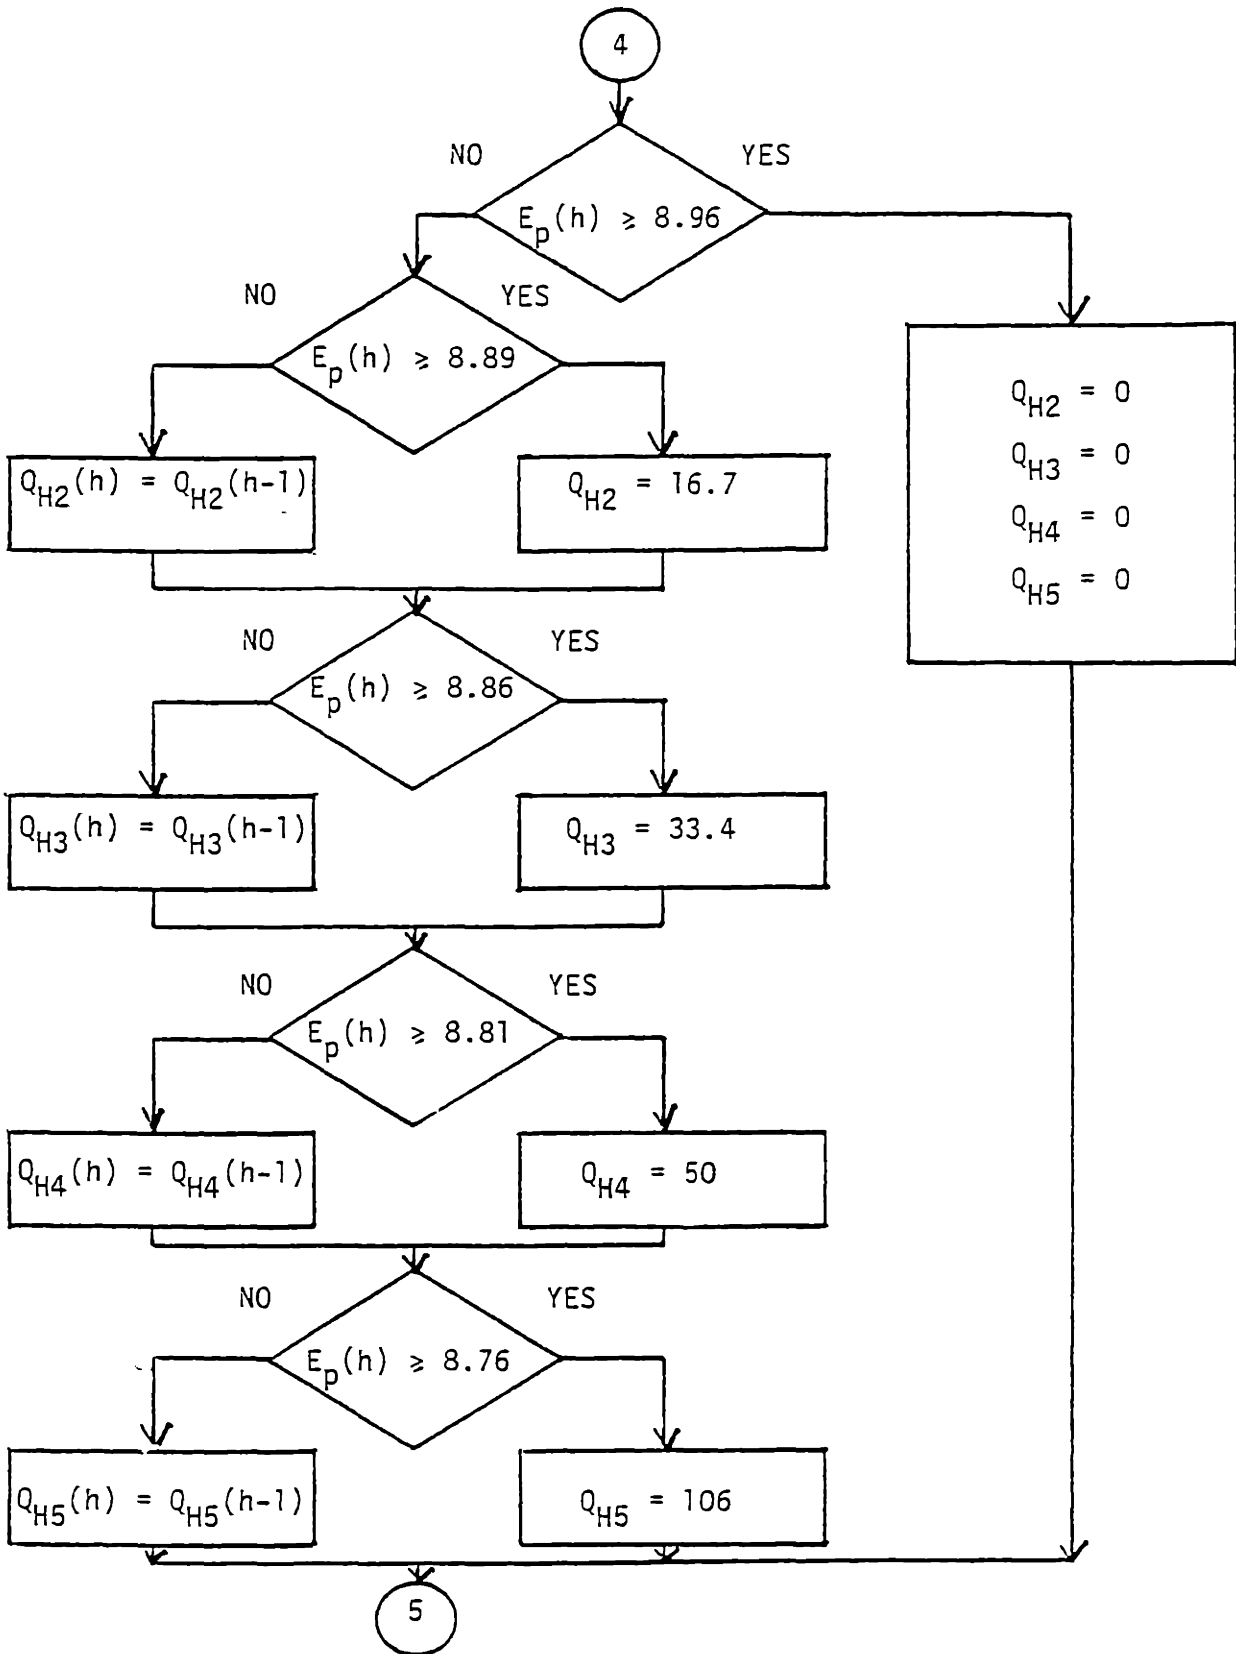 4
NO YES
E_p(h) ≥ 8.96
NO YES
E_p(h) ≥ 8.89
Q_H2(h) = Q_H2(h-1)
Q_H2 = 16.7
Q_H2 = 0
Q_H3 = 0
Q_H4 = 0
Q_H5 = 0
NO YES
E_p(h) ≥ 8.86
Q_H3(h) = Q_H3(h-1)
Q_H3 = 33.4
NO YES
E_p(h) ≥ 8.81
Q_H4(h) = Q_H4(h-1)
Q_H4 = 50
NO YES
E_p(h) ≥ 8.76
Q_H5(h) = Q_H5(h-1)
Q_H5 = 106
5